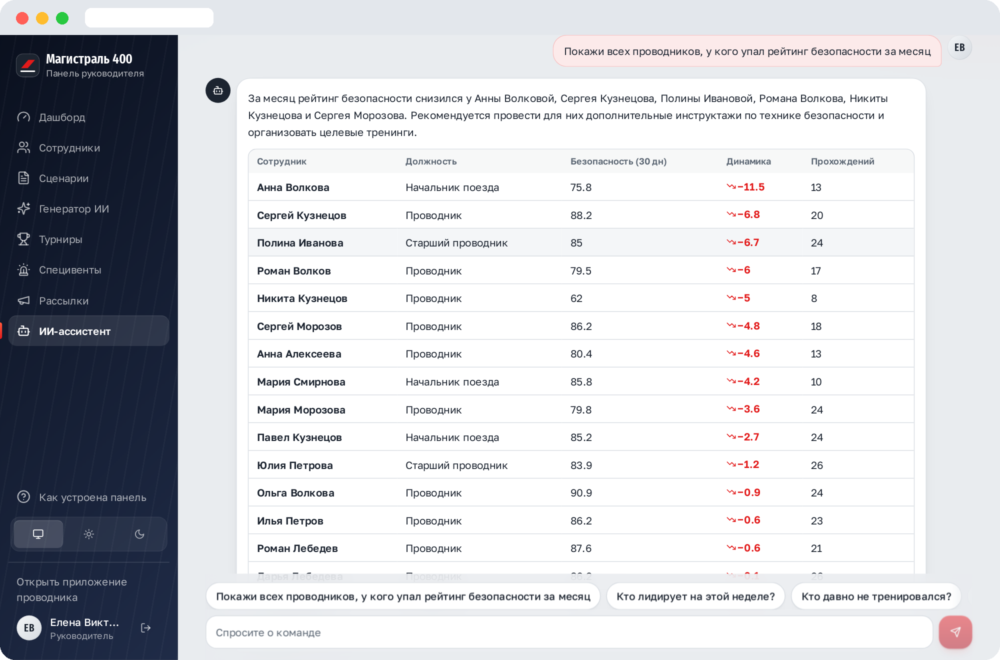 Магистраль 400
Панель руководителя
Дашборд
Сотрудники
Сценарии
Генератор ИИ
Турниры
Специвенты
Рассылки
ИИ-ассистент
Как устроена панель
Открыть приложение
проводника
ЕВ
Елена Викт...
Руководитель
Покажи всех проводников, у кого упал рейтинг безопасности за месяц
ЕВ
За месяц рейтинг безопасности снизился у Анны Волковой, Сергея Кузнецова, Полины Ивановой, Романа Волкова, Никиты
Кузнецова и Сергея Морозова. Рекомендуется провести для них дополнительные инструктажи по технике безопасности и
организовать целевые тренинги.
Сотрудник Должность Безопасность (30 дн) Динамика Прохождений
Анна Волкова Начальник поезда 75.8 −11.5 13
Сергей Кузнецов Проводник 88.2 −6.8 20
Полина Иванова Старший проводник 85 −6.7 24
Роман Волков Проводник 79.5 −6 17
Никита Кузнецов Проводник 62 −5 8
Сергей Морозов Проводник 86.2 −4.8 18
Анна Алексеева Проводник 80.4 −4.6 13
Мария Смирнова Начальник поезда 85.8 −4.2 10
Мария Морозова Проводник 79.8 −3.6 24
Павел Кузнецов Начальник поезда 85.2 −2.7 24
Юлия Петрова Старший проводник 83.9 −1.2 26
Ольга Волкова Проводник 90.9 −0.9 24
Илья Петров Проводник 86.2 −0.6 23
Роман Лебедев Проводник 87.6 −0.6 21
Дарья Лебедева Проводник 86.2 −0.1 26
Покажи всех проводников, у кого упал рейтинг безопасности за месяц
Кто лидирует на этой неделе?
Кто давно не тренировался?
Спросите о команде